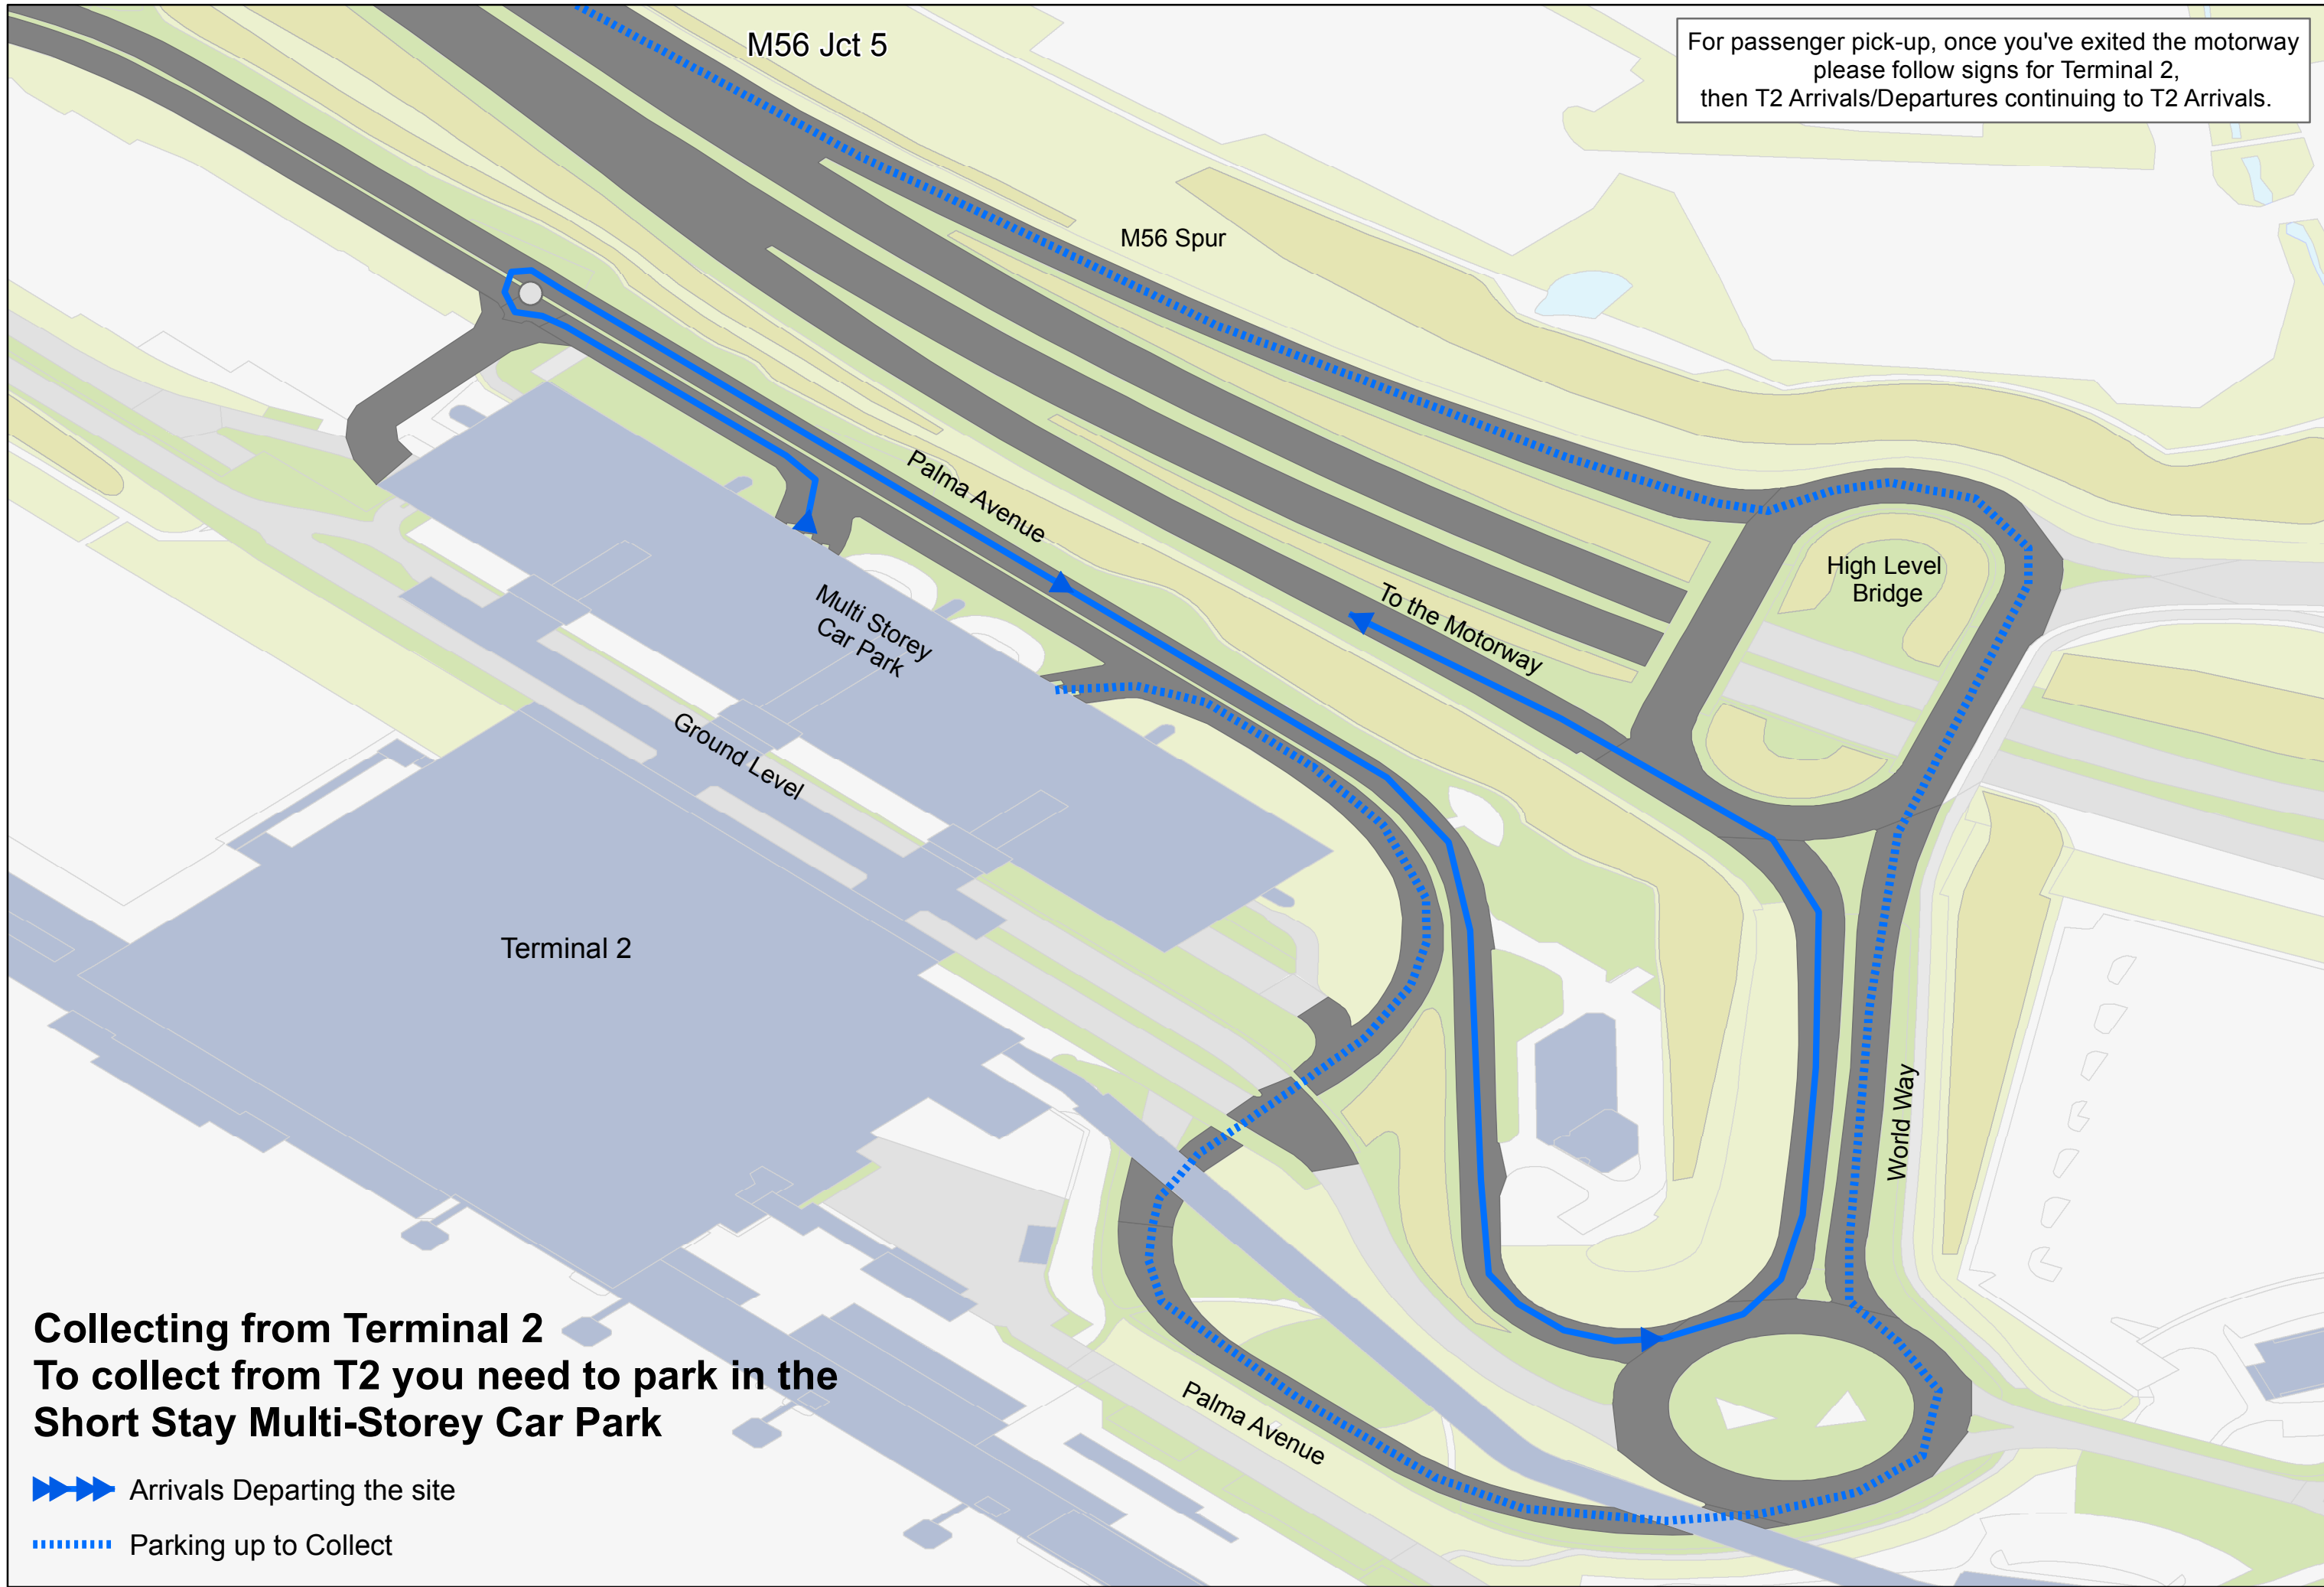 M56 Jct 5
For passenger pick-up, once you've exited the motorway
please follow signs for Terminal 2,
then T2 Arrivals/Departures continuing to T2 Arrivals.
M56 Spur
Palma Avenue
High Level
Bridge
To the Motorway
Multi Storey
Car Park
Ground Level
Terminal 2
World Way
Palma Avenue
Collecting from Terminal 2
To collect from T2 you need to park in the
Short Stay Multi-Storey Car Park
Arrivals Departing the site
Parking up to Collect